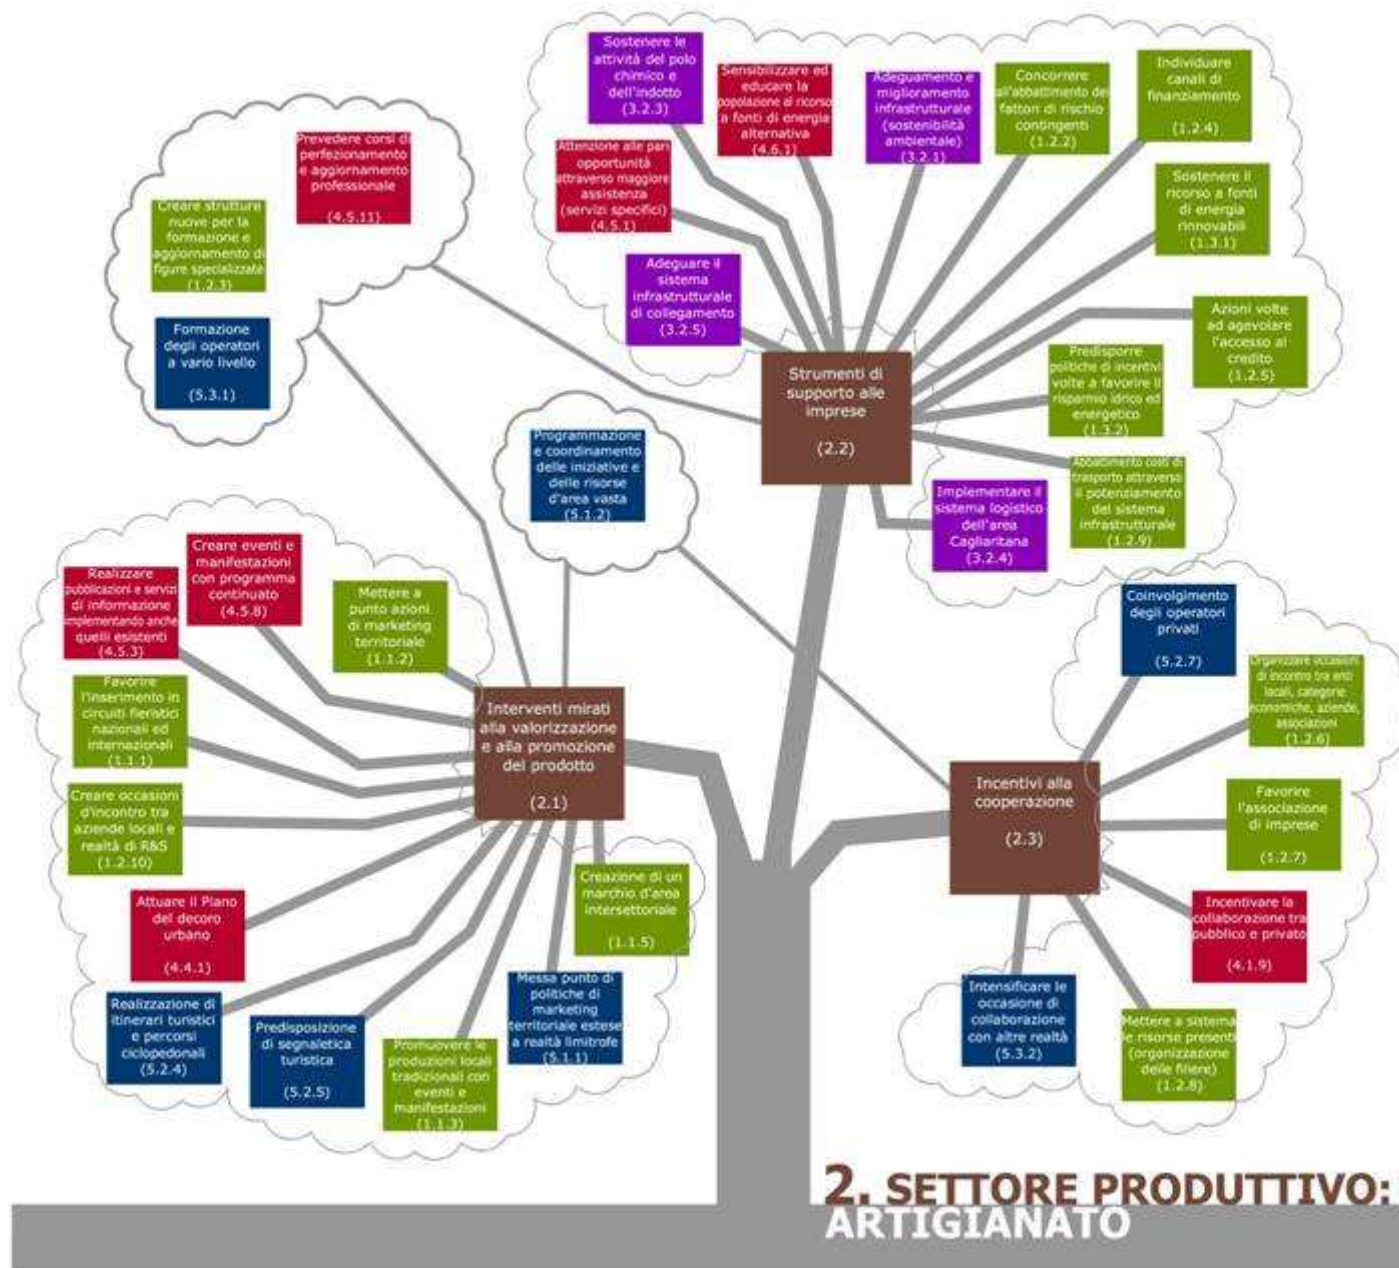 Sostenere le
attività del polo
chimico e
dell'indotto
(3.2.3)
Sensibilizzare ed
educare la
popolazione al ricorso
a fonti di energia
alternativa
(4.6.1)
Adeguamento e
miglioramento
infrastrutturale
(sostenibilità
ambientale)
(3.2.1)
Concorrere
all'abbattimento dei
fattori di rischio
contingenti
(1.2.2)
Individuare
canali di
finanziamento
(1.2.4)
Prevedere corsi di
perfezionamento
e aggiornamento
professionale
(4.5.11)
Attenzione alle pari
opportunità
attraverso maggiore
assistenza
(servizi specifici)
(4.5.1)
Sostenere il
ricorso a fonti
di energia
rinnovabili
(1.3.1)
Creare strutture
nuove per la
formazione e
aggiornamento di
figure specializzate
(1.2.3)
Adeguare il
sistema
infrastrutturale
di collegamento
(3.2.5)
Azioni volte
ad agevolare
l'accesso al
credito
(1.2.5)
Formazione
degli operatori
a vario livello
(5.3.1)
Strumenti di
supporto alle
imprese
(2.2)
Predisporre
politiche di incentivi
volte a favorire il
risparmio idrico ed
energetico
(1.3.2)
Programmazione
e coordinamento
delle iniziative e
delle risorse
d'area vasta
(5.1.2)
Abbattimento costi di
trasporto attraverso
il potenziamento
del sistema
infrastrutturale
(1.2.9)
Implementare il
sistema logistico
dell'area
Cagliaritana
(3.2.4)
Creare eventi e
manifestazioni
con programma
continuato
(4.5.8)
Realizzare
pubblicazioni e servizi
di informazione
implementando anche
quelli esistenti
(4.5.3)
Mettere a
punto azioni
di marketing
territoriale
(1.1.2)
Coinvolgimento
degli operatori
privati
(5.2.7)
Organizzare occasioni
di incontro tra enti
locali, categorie
economiche, aziende,
associazioni
(1.2.6)
Favorire
l'inserimento in
circuiti fieristici
nazionali ed
internazionali
(1.1.1)
Interventi mirati
alla valorizzazione
e alla promozione
del prodotto
(2.1)
Incentivi alla
cooperazione
(2.3)
Favorire
l'associazione
di imprese
(1.2.7)
Creare occasioni
d'incontro tra
aziende locali e
realtà di R&S
(1.2.10)
Creazione di un
marchio d'area
intersettoriale
(1.1.5)
Attuare il Piano
del decoro
urbano
(4.4.1)
Incentivare la
collaborazione tra
pubblico e privato
(4.1.9)
Realizzazione di
itinerari turistici
e percorsi
ciclopedonali
(5.2.4)
Predisposizione
di segnaletica
turistica
(5.2.5)
Promuovere le
produzioni locali
tradizionali con
eventi e
manifestazioni
(1.1.3)
Messa punto di
politiche di
marketing
territoriale estese
a realtà limitrofe
(5.1.1)
Intensificare le
occasione di
collaborazione
con altre realtà
(5.3.2)
Mettere a sistema
le risorse presenti
(organizzazione
delle filiere)
(1.2.8)
2. SETTORE PRODUTTIVO:
ARTIGIANATO